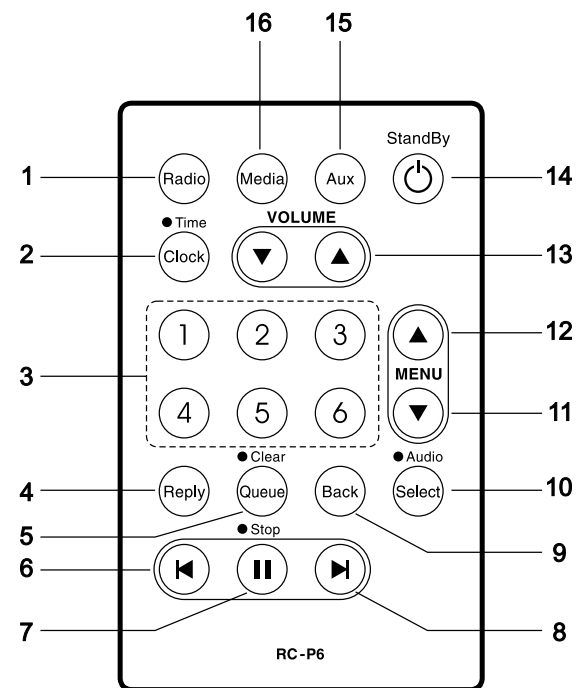 16 15
StandBy
1 Radio Media Aux 14
Time VOLUME
2 Clock 13
1 2 3 12
3 MENU
4 5 6 11
Clear Audio
4 Reply Queue Back Select 10
5 Stop 9
6
7 8
RC-P6